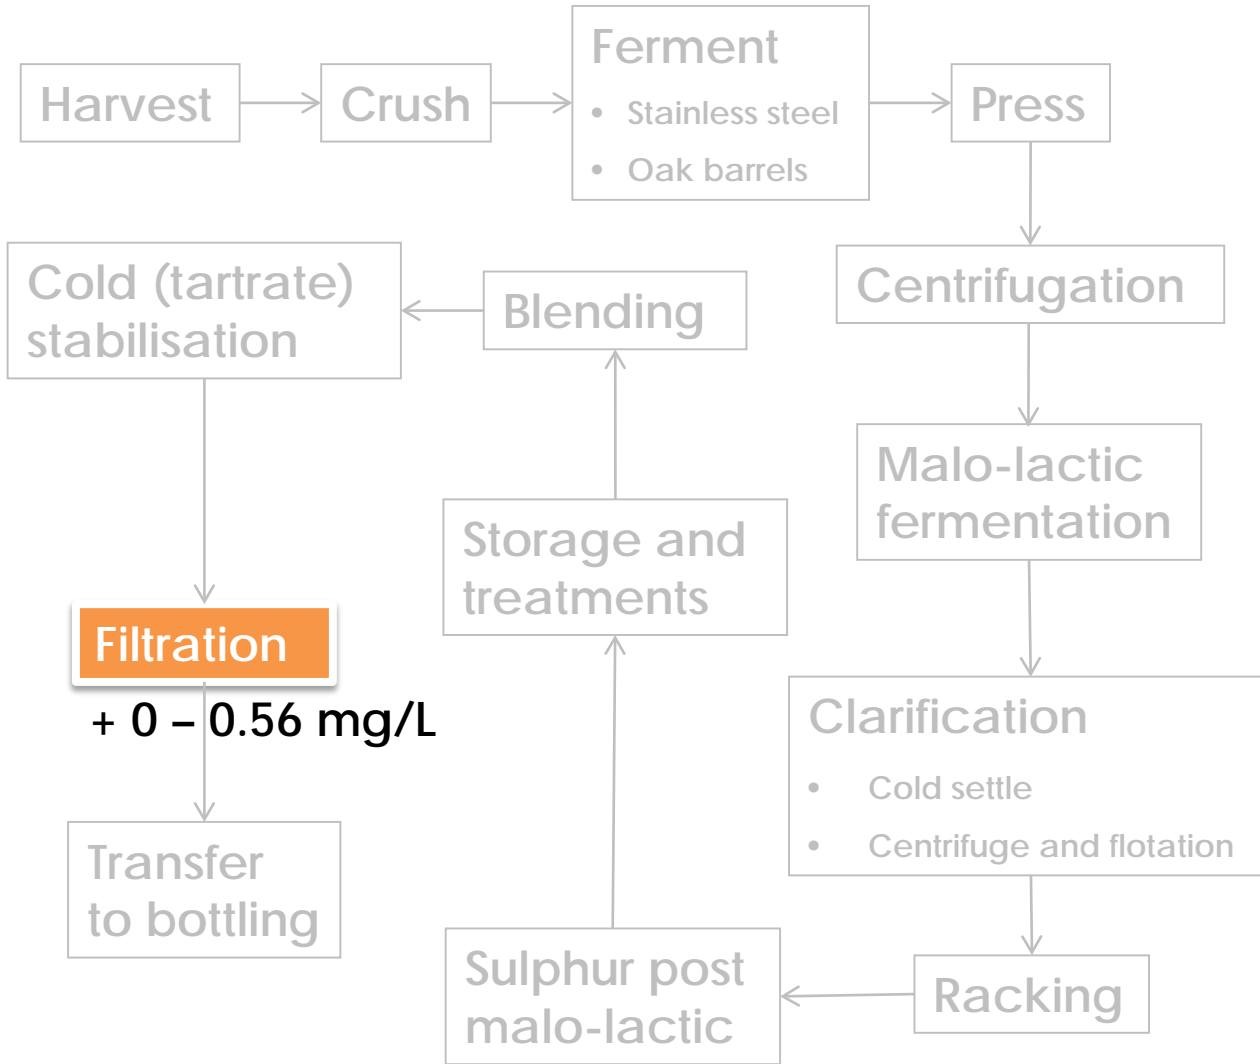 Harvest
Crush
Ferment
• Stainless steel
• Oak barrels
Press
Centrifugation
Malo-lactic
fermentation
Clarification
• Cold settle
• Centrifuge and flotation
Racking
Sulphur post
malo-lactic
Storage and
treatments
Blending
Cold (tartrate)
stabilisation
Filtration
+ 0 – 0.56 mg/L
Transfer
to bottling